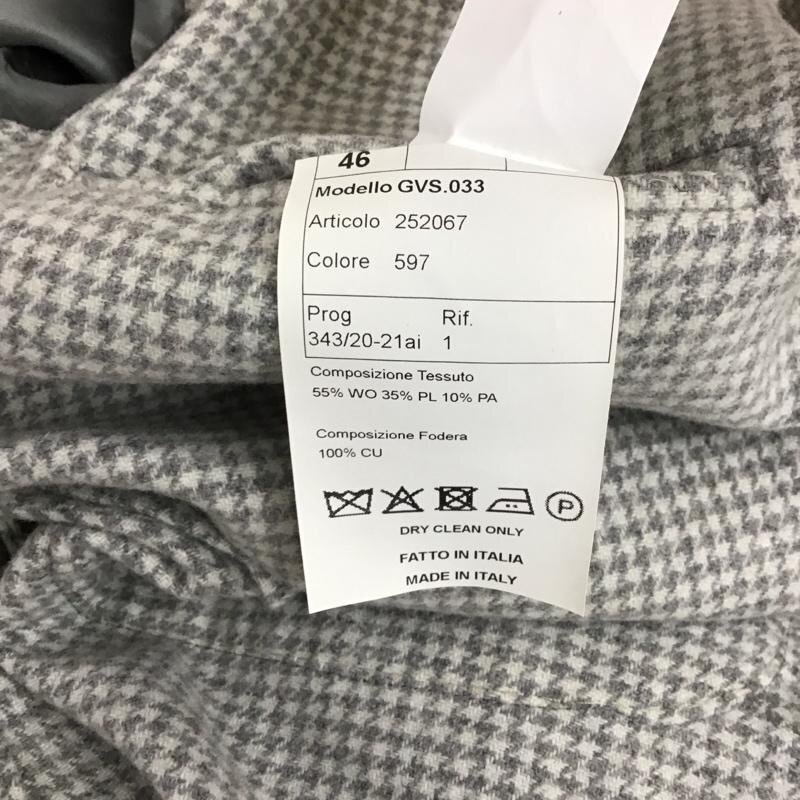 46
Modello GVS.033
Articolo 252067
Colore 597
Prog Rif.
343/20-21ai 1
Composizione Tessuto
55% WO 35% PL 10% PA
Composizione Fodera
100% CU
P
DRY CLEAN ONLY
FATTO IN ITALIA
MADE IN ITALY